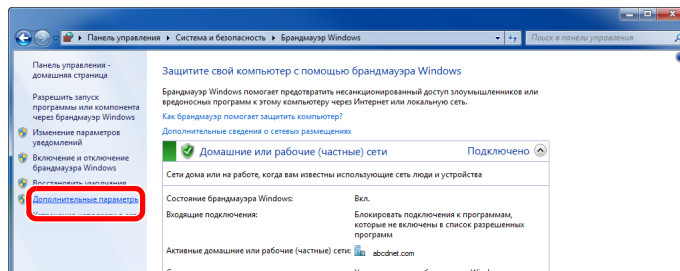 Панель управления ▸ Система и безопасность ▸ Брандмауэр Windows
Поиск в панели управления
Панель управления -
домашняя страница
Разрешить запуск
программы или компонента
через брандмауэр Windows
Изменение параметров
уведомлений
Включение и отключение
брандмауэра Windows
Восстановить умолчания
Дополнительные параметры
Защитите свой компьютер с помощью брандмауэра Windows
Брандмауэр Windows помогает предотвратить несанкционированный доступ злоумышленников или
вредоносных программ к этому компьютеру через Интернет или локальную сеть.
Как брандмауэр помогает защитить компьютер?
Дополнительные сведения о сетевых размещениях
Домашние или рабочие (частные) сети
Подключено
Сети дома или на работе, когда вам известны использующие сеть люди и устройства
Состояние брандмауэра Windows: Вкл.
Входящие подключения: Блокировать подключения к программам,
которые не включены в список разрешенных
программ
Активные домашние или рабочие (частные) сети: abcdnet.com